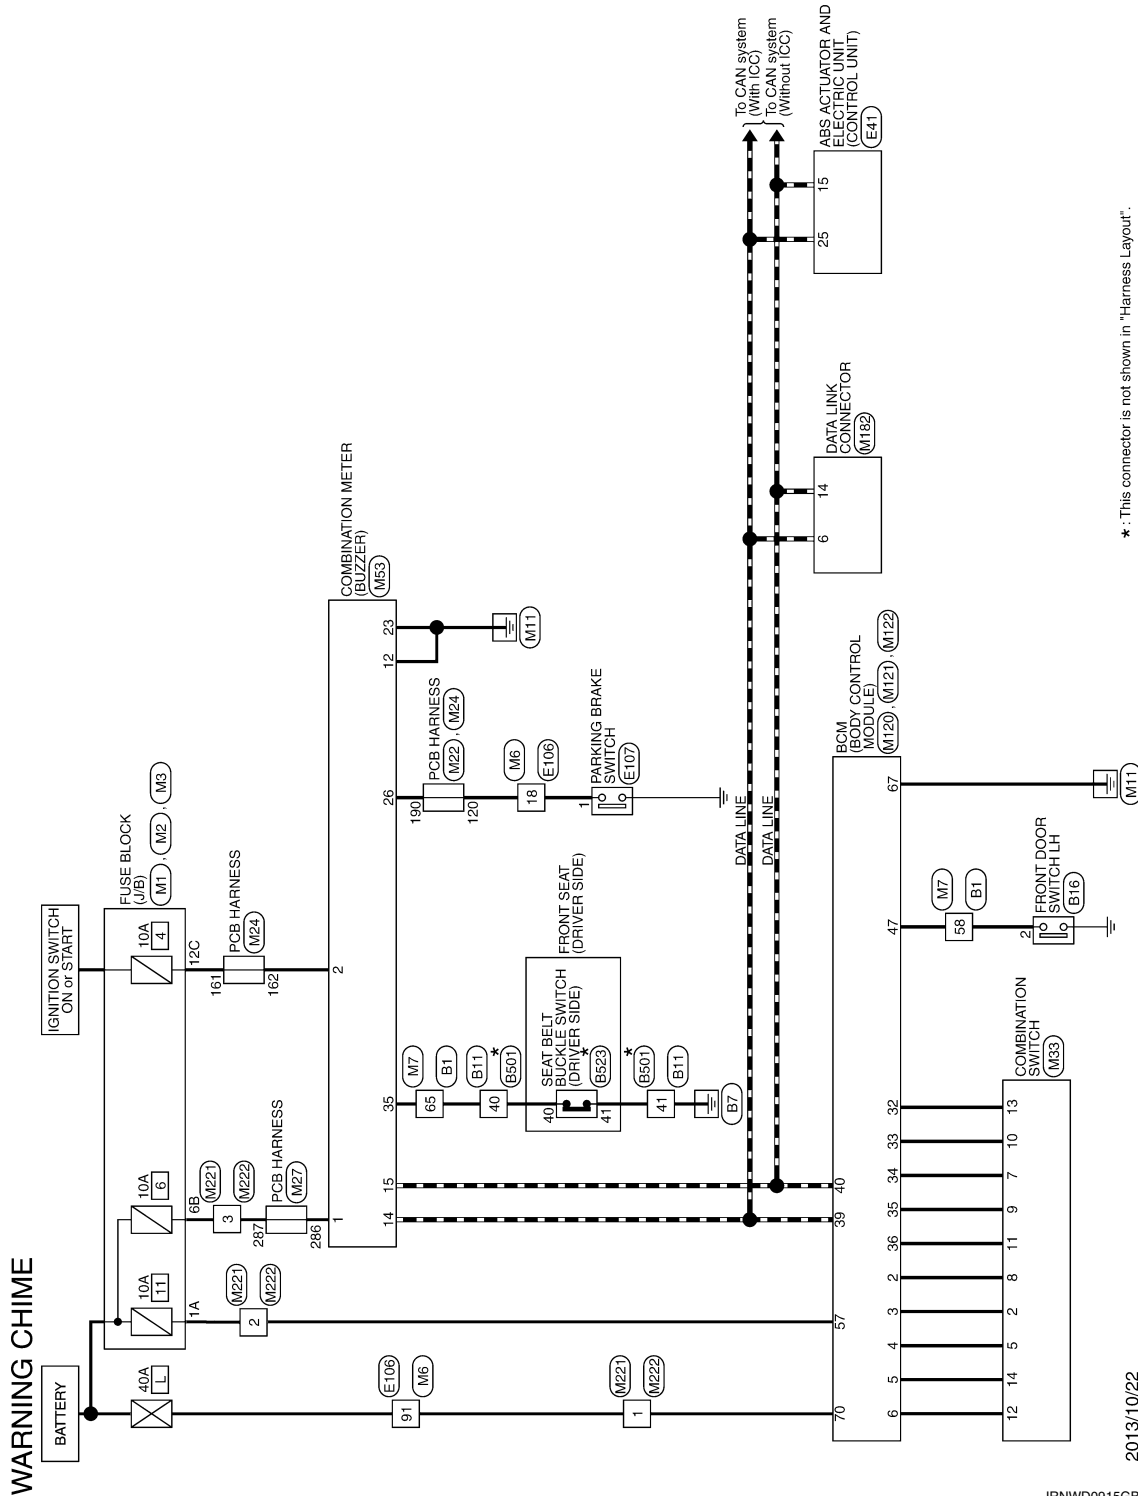 WARNING CHIME
BATTERY
IGNITION SWITCH
ON or START
FUSE BLOCK
(J/B)
M1 , M2 , M3
40A
L
10A
11
10A
6
10A
4
1A
6B
12C
M221
M222
2
M221
M222
3
287
PCB HARNESS
M27
286
161
PCB HARNESS
M24
162
1
2
COMBINATION METER
(BUZZER)
M53
14
15
35
26
12
23
E106
M6
91
M7
B1
65
B11
B501
*
40
FRONT SEAT
(DRIVER SIDE)
SEAT BELT
BUCKLE SWITCH
(DRIVER SIDE)
*
B523
40
41
*
B501
B11
41
B7
190
PCB HARNESS
M22 , M24
120
M6
E106
18
PARKING BRAKE
SWITCH
E107
1
M11
M221
M222
1
DATA LINE
DATA LINE
To CAN system
(With ICC)
To CAN system
(Without ICC)
70
57
39
40
BCM
(BODY CONTROL
MODULE)
M120 , M121 , M122
6
5
4
3
2
36
35
34
33
32
47
67
DATA LINK
CONNECTOR
M182
6
14
ABS ACTUATOR AND
ELECTRIC UNIT
(CONTROL UNIT)
E41
25
15
M7
B1
58
FRONT DOOR
SWITCH LH
B16
2
M11
12
14
5
2
8
11
9
7
10
13
COMBINATION
SWITCH
M33
* : This connector is not shown in "Harness Layout".
2013/10/22
JRNWD0915GB